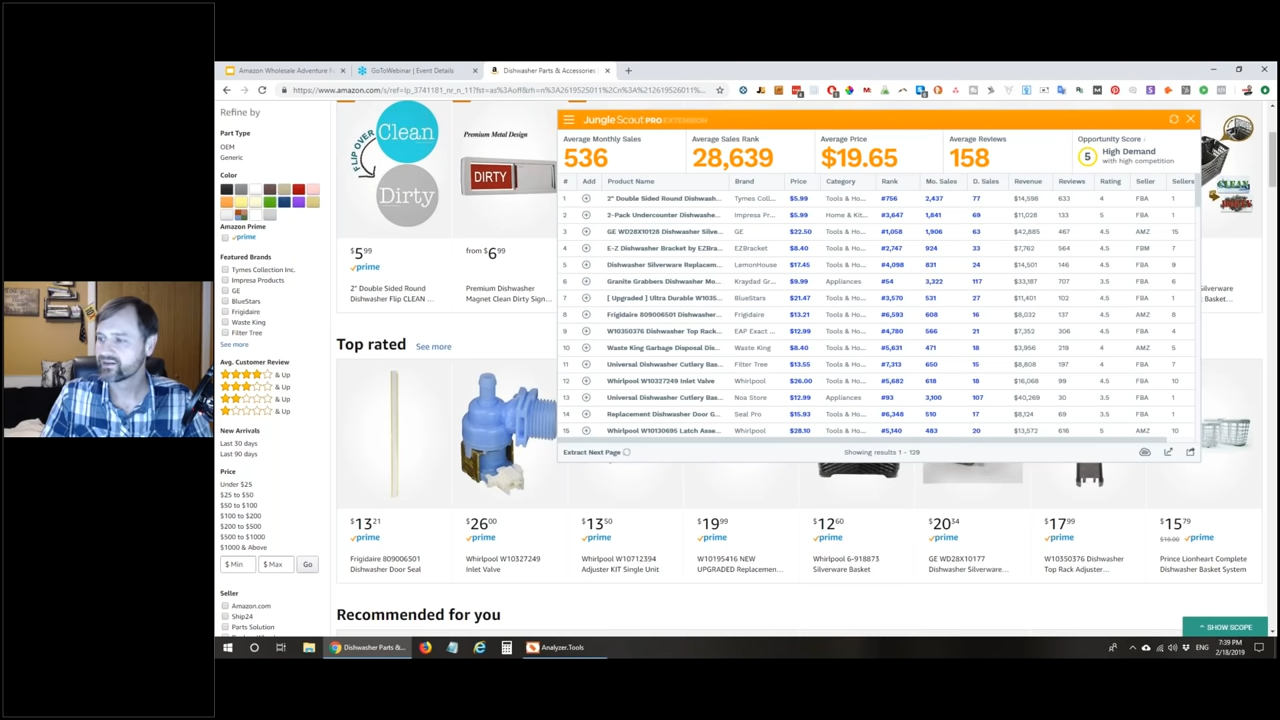 Amazon Wholesale Adventure
GoToWebinar | Event Details
Dishwasher Parts & Accessories
https://www.amazon.com/s/ref=lp_3741181_nr_n_11?fst=as%3Aoff&rh=n%3A2619525011%2Cn%3A%212619526011%2
Refine by
Part Type
OEM
Generic
Color
Amazon Prime
prime
Featured Brands
Tymes Collection Inc.
Impresa Products
GE
BlueStars
Frigidaire
Waste King
Filter Tree
See more
Avg. Customer Review
& Up
& Up
& Up
& Up
New Arrivals
Last 30 days
Last 90 days
Price
Under $25
$25 to $50
$50 to $100
$100 to $200
$200 to $500
$500 to $1000
$1000 & Above
$ Min $ Max Go
Seller
Amazon.com
Ship24
Parts Solution
FLIP OVER
Clean
Dirty
$5.99
prime
2" Double Sided Round
Dishwasher Flip CLEAN ...
Premium Metal Design
DIRTY
from $6.99
Premium Dishwasher
Magnet Clean Dirty Sign...
Jungle Scout PRO EXTENSION
Average Monthly Sales
536
Average Sales Rank
28,639
Average Price
$19.65
Average Reviews
158
Opportunity Score
5 High Demand
with high competition
# Add Product Name Brand Price Category Rank Mo. Sales D. Sales Revenue Reviews Rating Seller Sellers
1 2" Double Sided Round Dishwash... Tymes Coll... $5.99 Tools & Ho... #756 2,437 77 $14,598 633 4 FBA 1
2 2-Pack Undercounter Dishwashe... Impresa Pr... $5.99 Home & Kit... #3,647 1,841 69 $11,028 133 5 FBA 1
3 GE WD28X10128 Dishwasher Silve... GE $22.50 Tools & Ho... #1,058 1,906 63 $42,885 467 4.5 AMZ 15
4 E-Z Dishwasher Bracket by EZBra... EZBracket $8.40 Tools & Ho... #2,747 924 33 $7,762 564 4.5 FBM 7
5 Dishwasher Silverware Replacem... LemonHouse $17.45 Tools & Ho... #4,098 831 24 $14,501 146 4.5 FBA 9
6 Granite Grabbers Dishwasher Mo... Kraydad Gr... $9.99 Appliances #54 3,322 117 $33,187 707 3.5 FBA 6
7 [ Upgraded ] Ultra Durable W1035... BlueStars $21.47 Tools & Ho... #3,570 531 27 $11,401 102 4.5 FBA 1
8 Frigidaire 809006501 Dishwasher... Frigidaire $13.21 Tools & Ho... #6,593 608 16 $8,032 137 4.5 AMZ 8
9 W10350376 Dishwasher Top Rack... EAP Exact ... $12.99 Tools & Ho... #4,780 566 21 $7,352 306 4.5 FBA 4
10 Waste King Garbage Disposal Dis... Waste King $8.40 Tools & Ho... #5,631 471 18 $3,956 219 4 AMZ 5
11 Universal Dishwasher Cutlery Bas... Filter Tree $13.55 Tools & Ho... #7,313 650 15 $8,808 197 4 FBA 7
12 Whirlpool W10327249 Inlet Valve Whirlpool $26.00 Tools & Ho... #5,682 618 18 $16,068 99 4.5 FBA 10
13 Universal Dishwasher Cutlery Bas... Noa Store $12.99 Appliances #93 3,100 107 $40,269 30 3.5 FBA 1
14 Replacement Dishwasher Door G... Seal Pro $15.93 Tools & Ho... #6,348 510 17 $8,124 69 3.5 FBA 1
15 Whirlpool W10130695 Latch Asse... Whirlpool $28.10 Tools & Ho... #5,140 483 20 $13,572 616 5 AMZ 10
Extract Next Page
Showing results 1 - 129
Silverware
Basket...
Top rated See more
$13.21
prime
Frigidaire 809006501
Dishwasher Door Seal
$26.00
prime
Whirlpool W10327249
Inlet Valve
$13.50
prime
Whirlpool W10712394
Adjuster KIT Single Unit
$19.99
prime
W10195416 NEW
UPGRADED Replacemen...
$12.60
prime
Whirlpool 6-918873
Silverware Basket
$20.34
prime
GE WD28X10177
Dishwasher Silverware...
$17.99
prime
W10350376 Dishwasher
Top Rack Adjuster...
$15.79
$16.00 prime
Prince Lionheart Complete
Dishwasher Basket System
Recommended for you
SHOW SCOPE
Dishwasher Parts &...
Analyzer.Tools
ENG
7:39 PM
2/18/2019